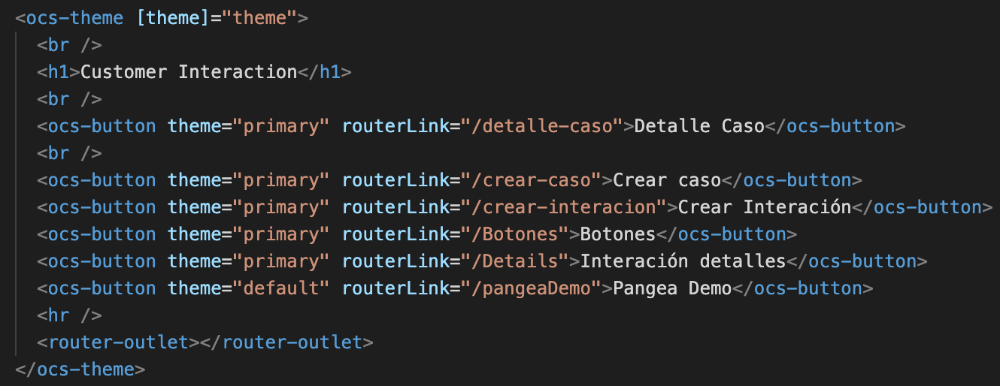 <ocs-theme [theme]="theme">
<br />
<h1>Customer Interaction</h1>
<br />
<ocs-button theme="primary" routerLink="/detalle-caso">Detalle Caso</ocs-button>
<br />
<ocs-button theme="primary" routerLink="/crear-caso">Crear caso</ocs-button>
<ocs-button theme="primary" routerLink="/crear-interacion">Crear Interación</ocs-button>
<ocs-button theme="primary" routerLink="/Botones">Botones</ocs-button>
<ocs-button theme="primary" routerLink="/Details">Interación detalles</ocs-button>
<ocs-button theme="default" routerLink="/pangeaDemo">Pangea Demo</ocs-button>
<hr />
<router-outlet></router-outlet>
</ocs-theme>